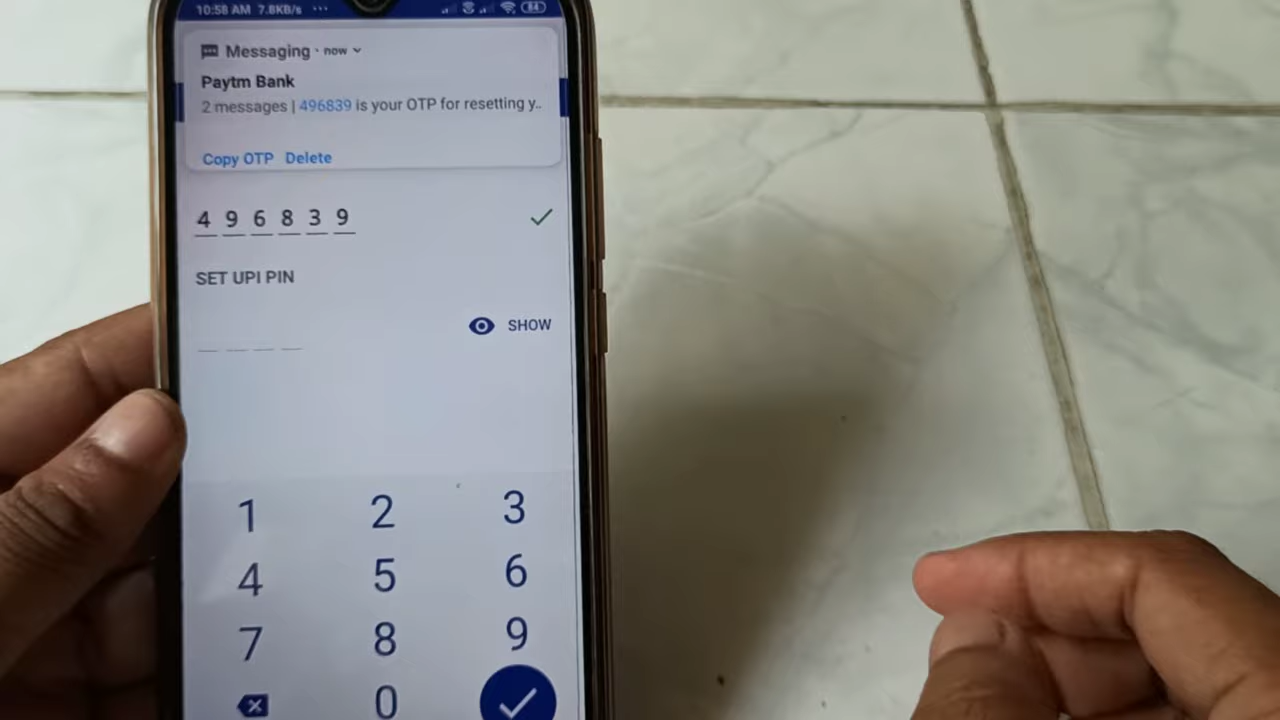 10:58 AM 7.8KB/s ... 84
Messaging · now
Paytm Bank
2 messages | 496839 is your OTP for resetting y..
Copy OTP Delete
4 9 6 8 3 9
SET UPI PIN
SHOW
1 2 3
4 5 6
7 8 9
0